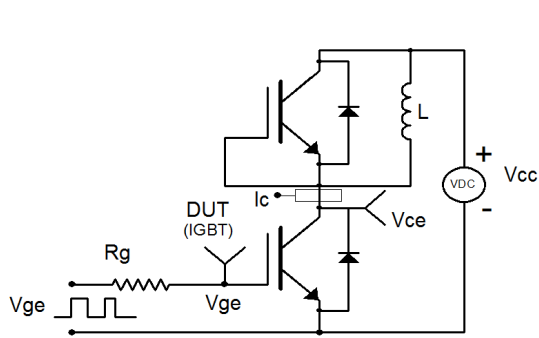 L
+
VDC
Vcc
-
Ic
DUT
(IGBT)
Vce
Rg
Vge
Vge